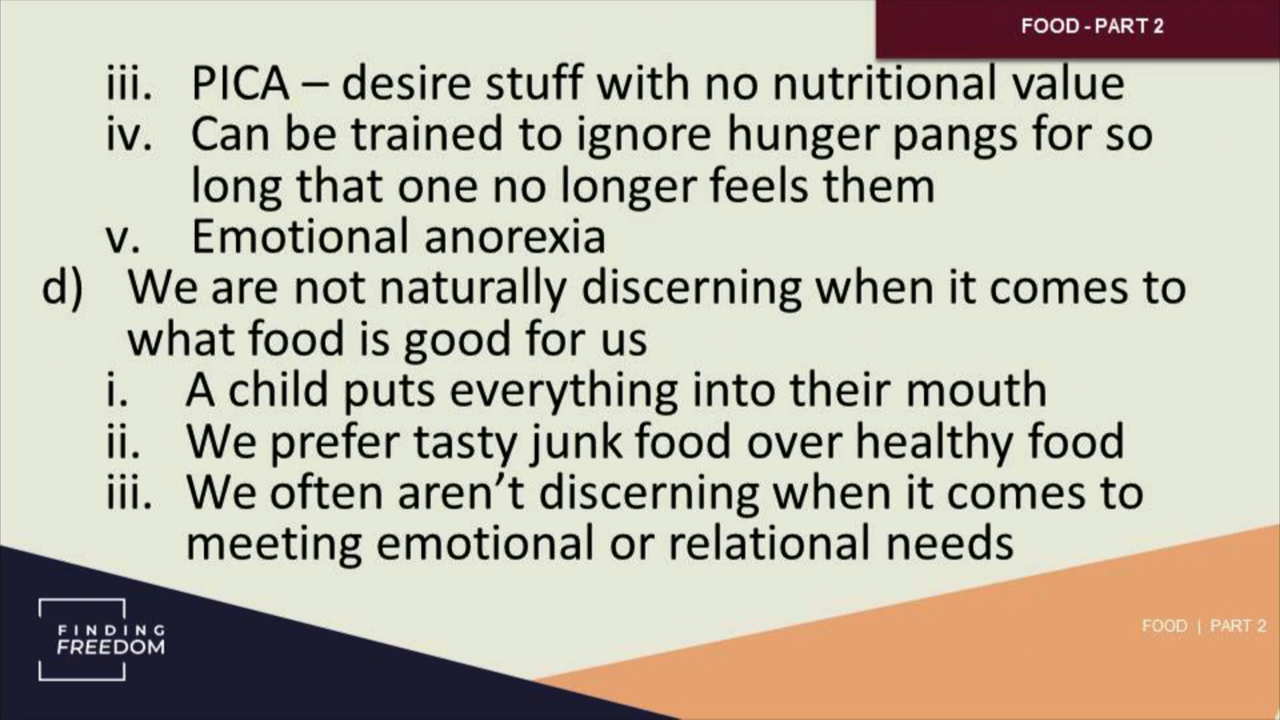 FOOD - PART 2
iii. PICA – desire stuff with no nutritional value
iv. Can be trained to ignore hunger pangs for so
long that one no longer feels them
v. Emotional anorexia
d) We are not naturally discerning when it comes to
what food is good for us
i. A child puts everything into their mouth
ii. We prefer tasty junk food over healthy food
iii. We often aren’t discerning when it comes to
meeting emotional or relational needs
FINDING
FREEDOM
FOOD | PART 2